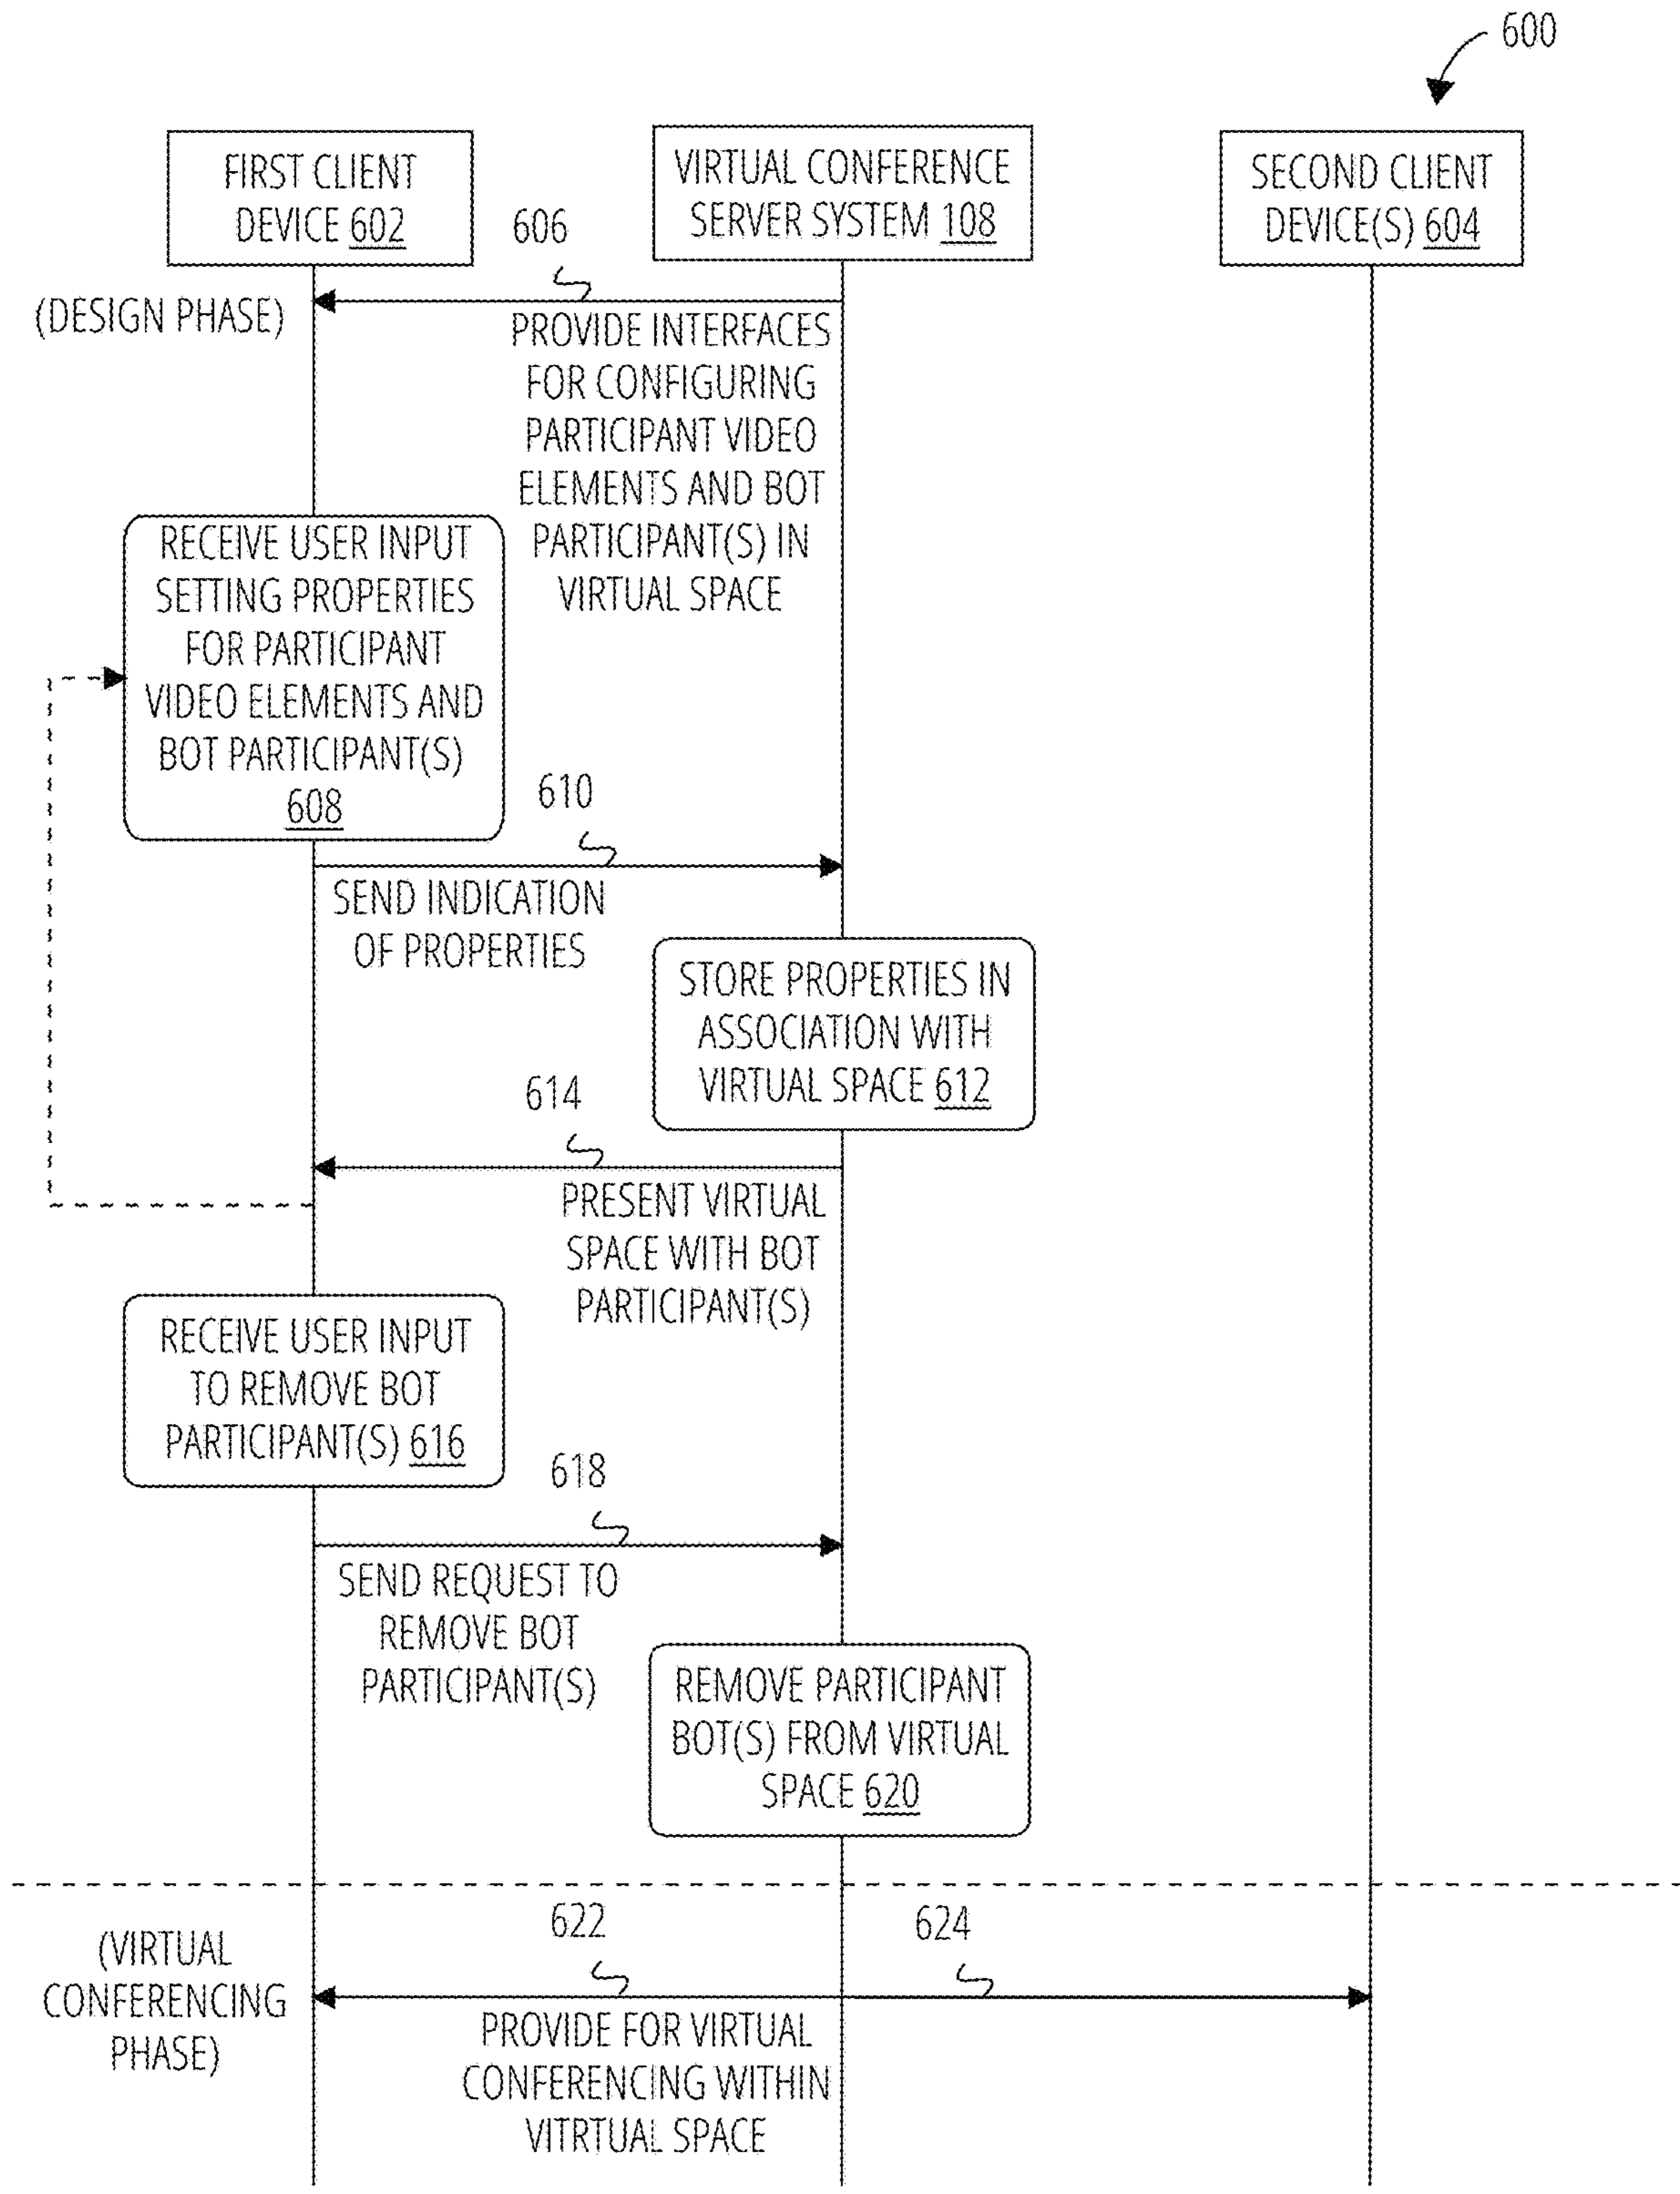 600
FIRST CLIENT
DEVICE 602
VIRTUAL CONFERENCE
SERVER SYSTEM 108
SECOND CLIENT
DEVICE(S) 604
606
(DESIGN PHASE)
PROVIDE INTERFACES
FOR CONFIGURING
PARTICIPANT VIDEO
ELEMENTS AND BOT
PARTICIPANT(S) IN
VIRTUAL SPACE
RECEIVE USER INPUT
SETTING PROPERTIES
FOR PARTICIPANT
VIDEO ELEMENTS AND
BOT PARTICIPANT(S)
608
610
SEND INDICATION
OF PROPERTIES
STORE PROPERTIES IN
ASSOCIATION WITH
VIRTUAL SPACE 612
614
PRESENT VIRTUAL
SPACE WITH BOT
PARTICIPANT(S)
RECEIVE USER INPUT
TO REMOVE BOT
PARTICIPANT(S) 616
618
SEND REQUEST TO
REMOVE BOT
PARTICIPANT(S)
REMOVE PARTICIPANT
BOT(S) FROM VIRTUAL
SPACE 620
622
624
(VIRTUAL
CONFERENCING
PHASE)
PROVIDE FOR VIRTUAL
CONFERENCING WITHIN
VITRTUAL SPACE